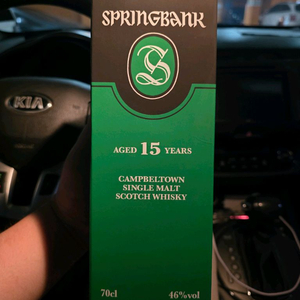 SPRINGBANK
S
AGED 15 YEARS
CAMPBELTOWN
SINGLE MALT
SCOTCH WHISKY
70cl 46%vol
KIA